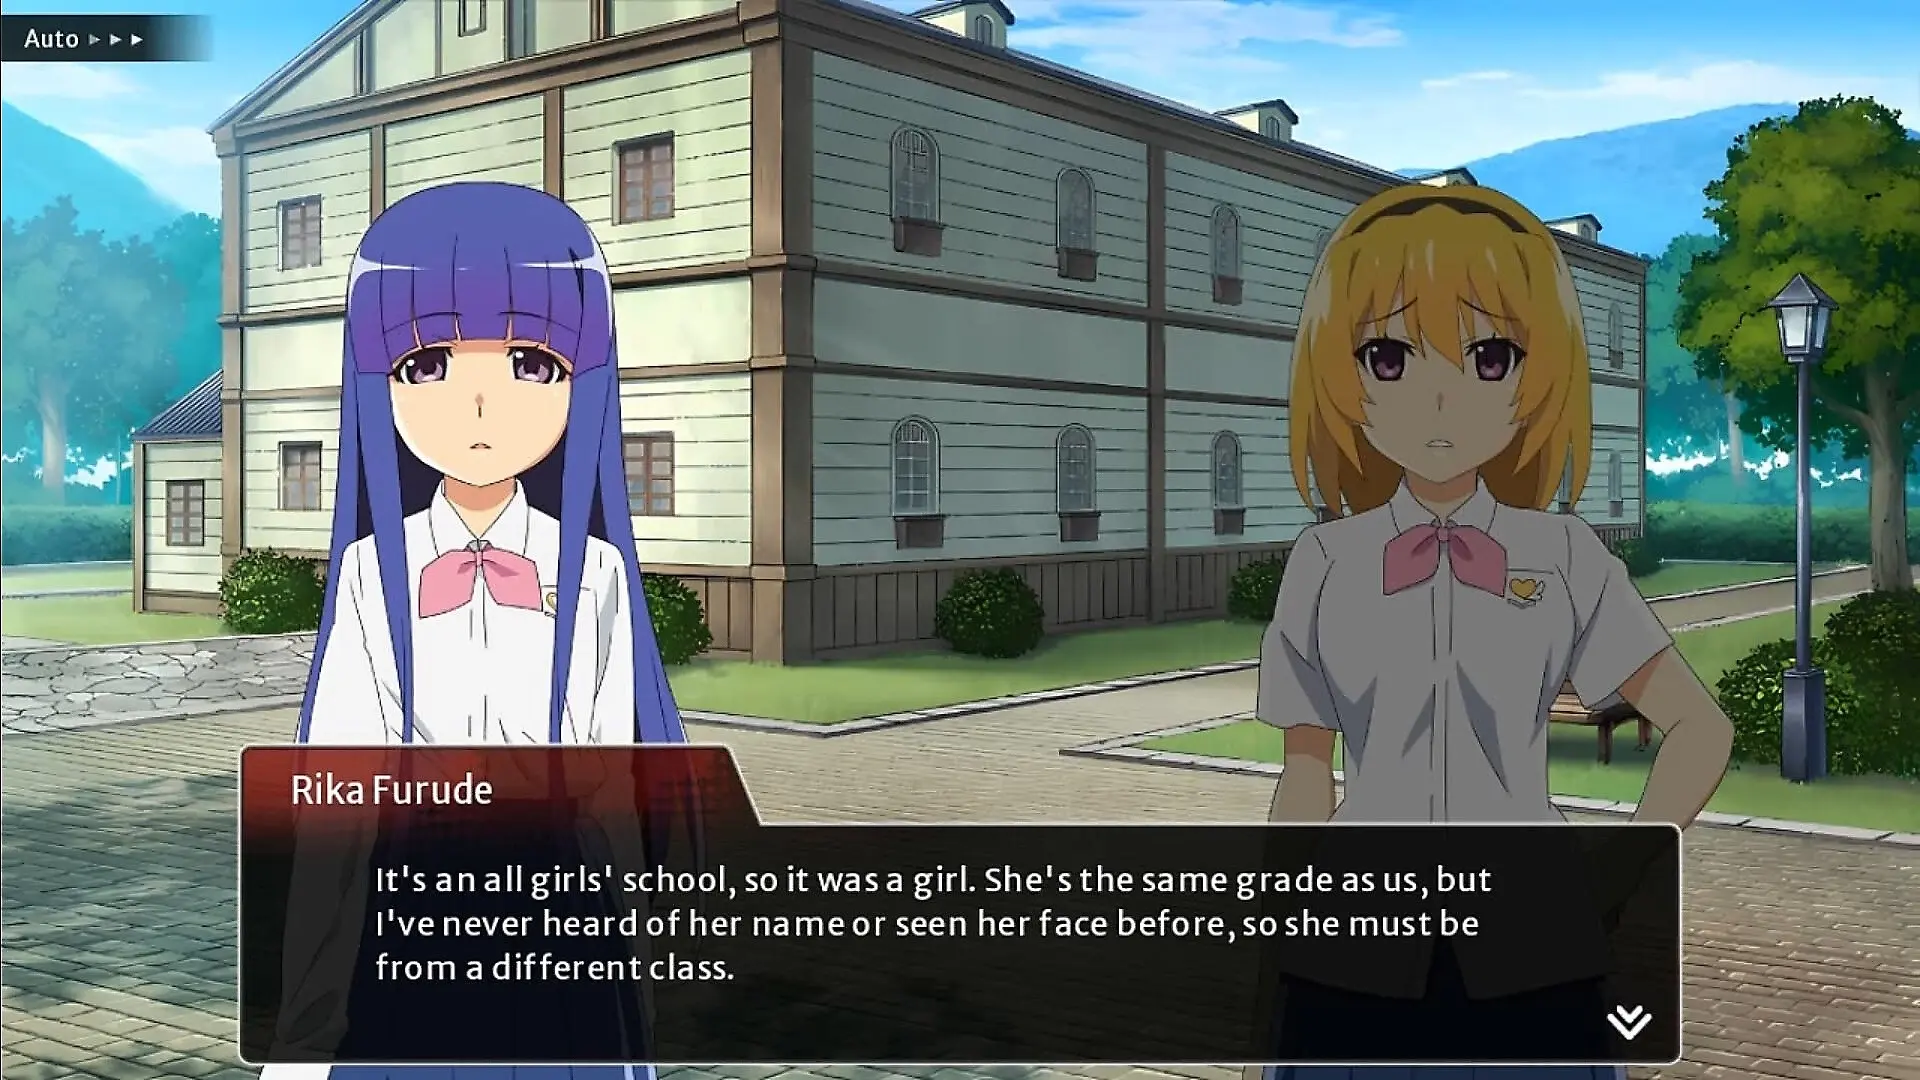 Auto
Rika Furude
It's an all girls' school, so it was a girl. She's the same grade as us, but
I've never heard of her name or seen her face before, so she must be
from a different class.